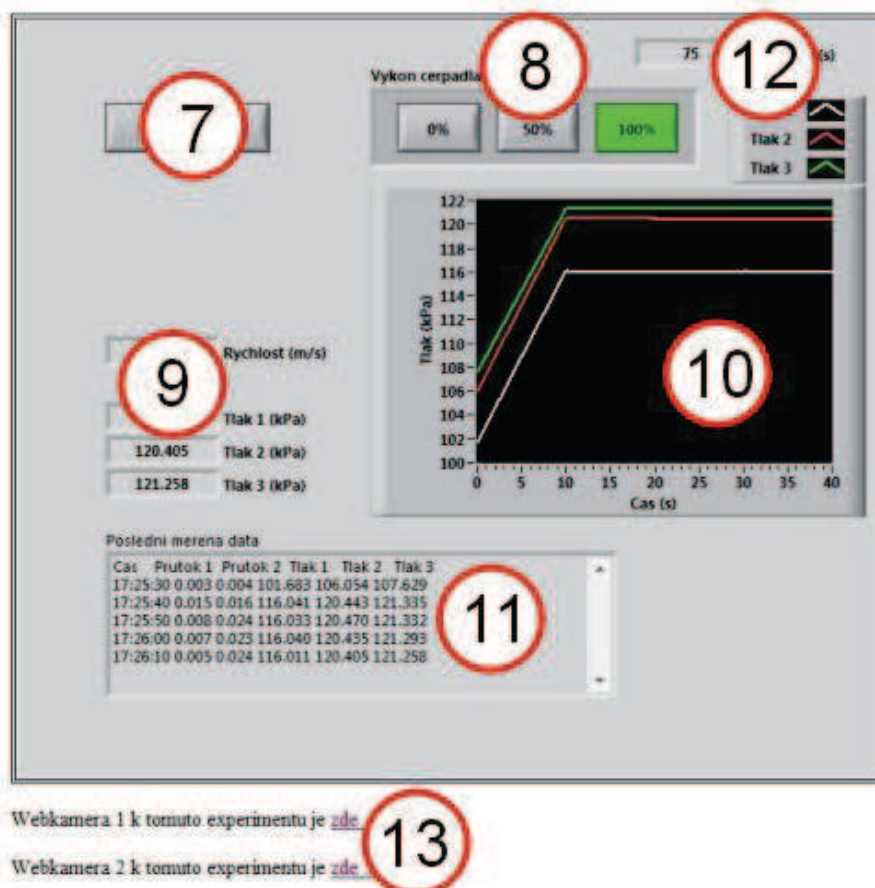 8
75
12
(s)
Vykon cerpadla
7
0%
50%
100%
Tlak 2
Tlak 3
122
120
118
116
114
112
110
108
106
104
102
100
Tlak (kPa)
0 5 10 15 20 25 30 35 40
Cas (s)
10
Rychlost (m/s)
9
Tlak 1 (kPa)
120.405 Tlak 2 (kPa)
121.258 Tlak 3 (kPa)
Posledni merena data
Cas Prutok 1 Prutok 2 Tlak 1 Tlak 2 Tlak 3
17:25:30 0.003 0.004 101.683 106.054 107.629
17:25:40 0.015 0.016 116.041 120.443 121.335
17:25:50 0.008 0.024 116.033 120.470 121.332
17:26:00 0.007 0.023 116.040 120.435 121.293
17:26:10 0.005 0.024 116.011 120.405 121.258
11
Webkamera 1 k tomuto experimentu je zde
13
Webkamera 2 k tomuto experimentu je zde